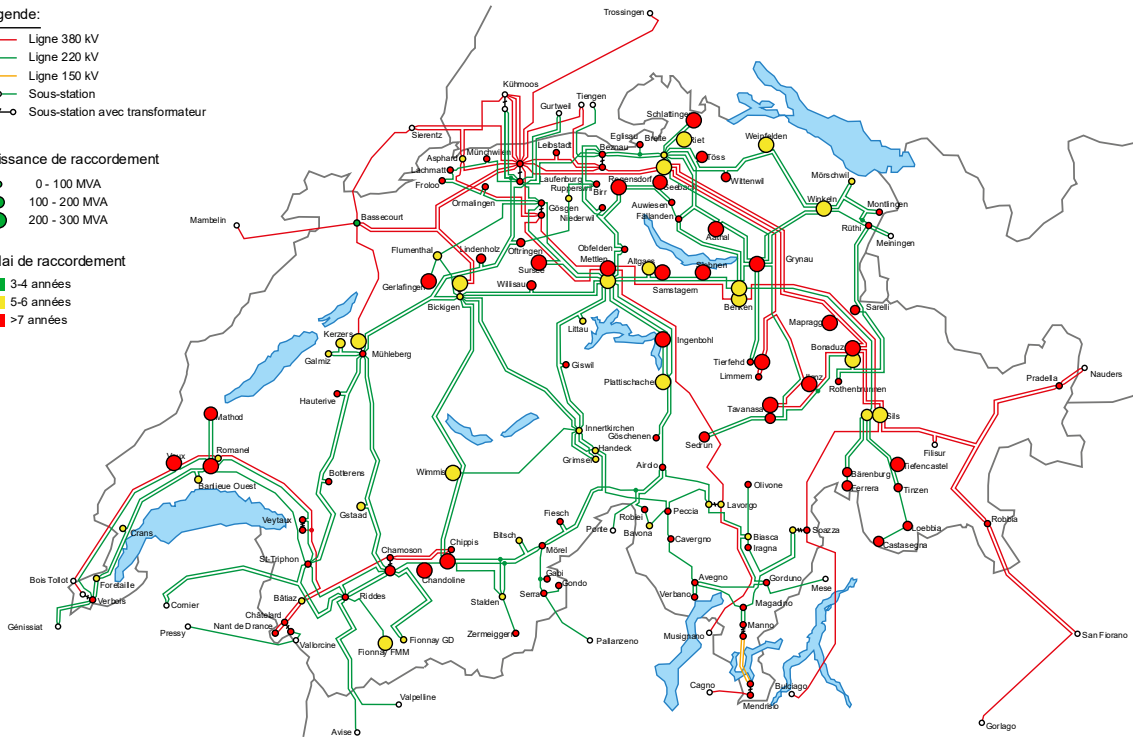 égende:
Ligne 380 kV
Ligne 220 kV
Ligne 150 kV
Sous-station
Sous-station avec transformateur
issance de raccordement
0 - 100 MVA
100 - 200 MVA
200 - 300 MVA
lai de raccordement
3-4 années
5-6 années
>7 années
Trossingen
Kühmoos
Gurtweil
Tiengen
Sierentz
Schlattingen
Eglisau
Breite
Riet
Weinfelden
Asphard
Münchwilen
Leibstadt
Beznau
Töss
Lachmatt
Froloo
Laufenburg
Rupperswil
Regensdorf
Seebach
Wittenwil
Mörschwil
Ormalingen
Birr
Gösgen
Niederwil
Auwiesen
Fällanden
Winkeln
Montlingen
Mambelin
Bassecourt
Aathal
Rüthi
Meiningen
Flumenthal
Lindenholz
Oftringen
Obfelden
Mettlen
Altgass
Grynau
Gerlafingen
Sursee
Willisau
Samstagern
Siebnen
Bickigen
Benken
Sarelli
Littau
Mapragg
Kerzers
Galmiz
Mühleberg
Ingenbohl
Bonaduz
Giswil
Tierfehd
Limmern
Ilanz
Rothenbrunnen
Pradella
Nauders
Hauterive
Plattischachen
Tavanasa
Mathod
Innertkirchen
Göschenen
Sedrun
Sils
Handeck
Grimsel
Filisur
Vaux
Romanel
Wimmis
Airolo
Bärenburg
Tiefencastel
Banlieue Ouest
Botterens
Olivone
Ferrera
Tinzen
Gstaad
Fiesch
Robiei
Peccia
Lavorgo
Veytaux
Crans
Bitsch
Ponte
Bavona
Soazza
Loebbia
Robbia
Chippis
Mörel
Cavergno
Biasca
Iragna
Castasegna
St-Triphon
Chamoson
Bois Tollot
Foretaille
Chandoline
Gabi
Gondo
Avegno
Gorduno
Mese
Verbois
Cornier
Bâtiaz
Riddes
Stalden
Serra
Verbano
Magadino
Génissiat
Pressy
Châtelard
Nant de Drance
Zermeiggern
Musignano
Manno
San Fiorano
Vallorcine
Fionnay GD
Fionnay FMM
Pallanzeno
Valpelline
Cagno
Mendrisio
Bulciago
Avise
Gorlago